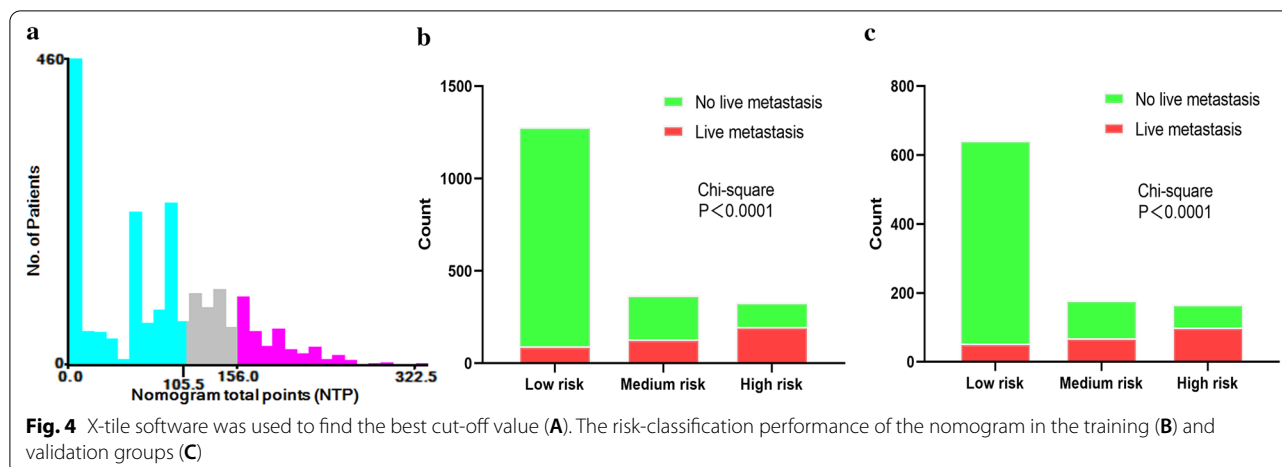 a
460
No. of Patients
0
0.0
105.5
156.0
322.5
Nomogram total points (NTP)
b
1500
1000
500
0
Count
No live metastasis
Live metastasis
Chi-square
P<0.0001
Low risk
Medium risk
High risk
c
800
600
400
200
0
Count
No live metastasis
Live metastasis
Chi-square
P<0.0001
Low risk
Medium risk
High risk
Fig. 4 X-tile software was used to find the best cut-off value (A). The risk-classification performance of the nomogram in the training (B) and
validation groups (C)